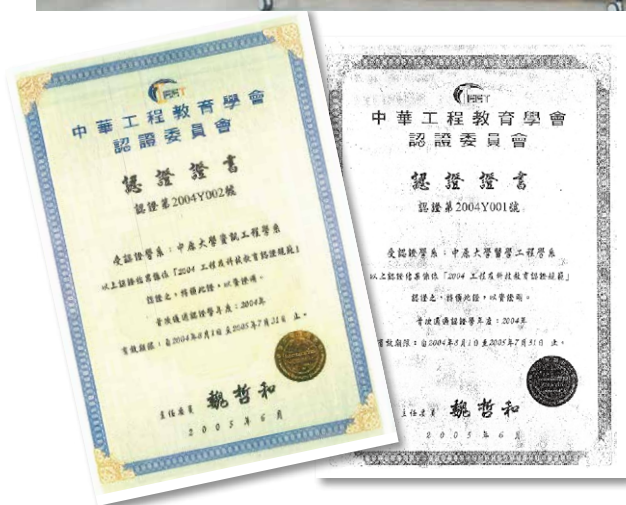 IEET
中華工程教育學會
認證委員會
認證證書
認證第2004Y002號
受認證學系：中原大學資訊工程學系
以上認證結果係依「2004 工程及科技教育認證規範」
認證之，特頒此證，以資證明。
首次通過認證學年度：2004年
有效期限：自2004年8月1日至2005年7月31日 止。
主任委員 魏哲和
2005年6月
IEET
中華工程教育學會
認證委員會
認證證書
認證第2004Y001號
受認證學系：中原大學醫學工程學系
以上認證結果係依「2004 工程及科技教育認證規範」
認證之，特頒此證，以資證明。
首次通過認證學年度：2004年
有效期限：自2004年8月1日至2005年7月31日 止。
主任委員 魏哲和
2005年6月